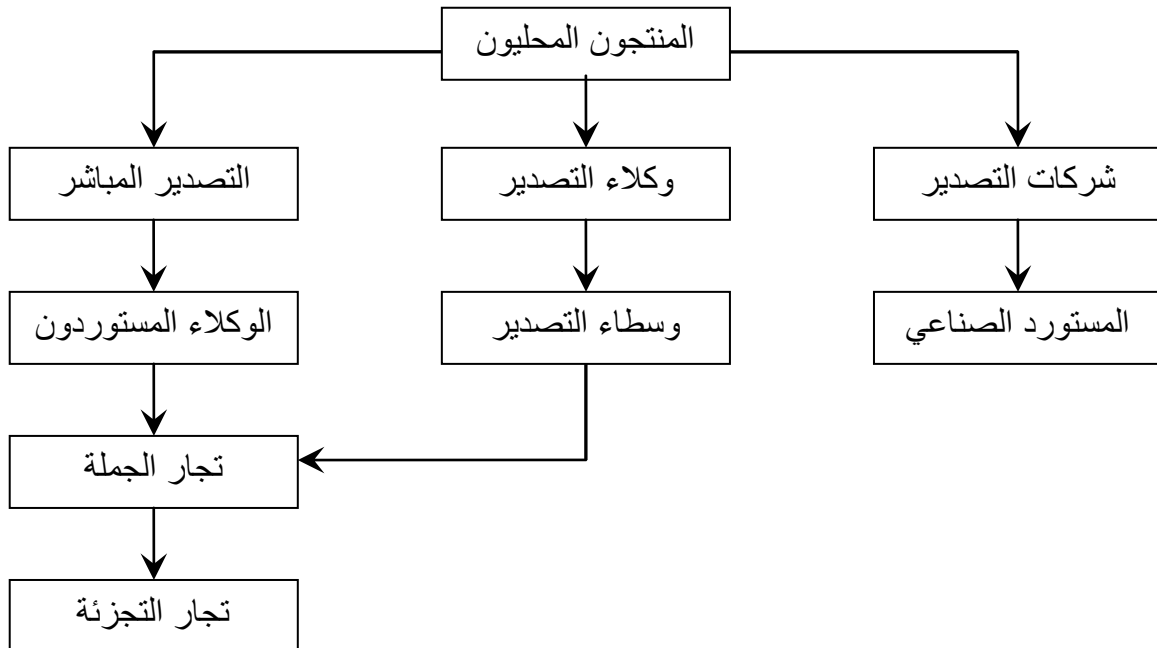 المنتجون المحليون
شركات التصدير
وكلاء التصدير
التصدير المباشر
المستورد الصناعي
وسطاء التصدير
الوكلاء المستوردون
تجار الجملة
تجار التجزئة